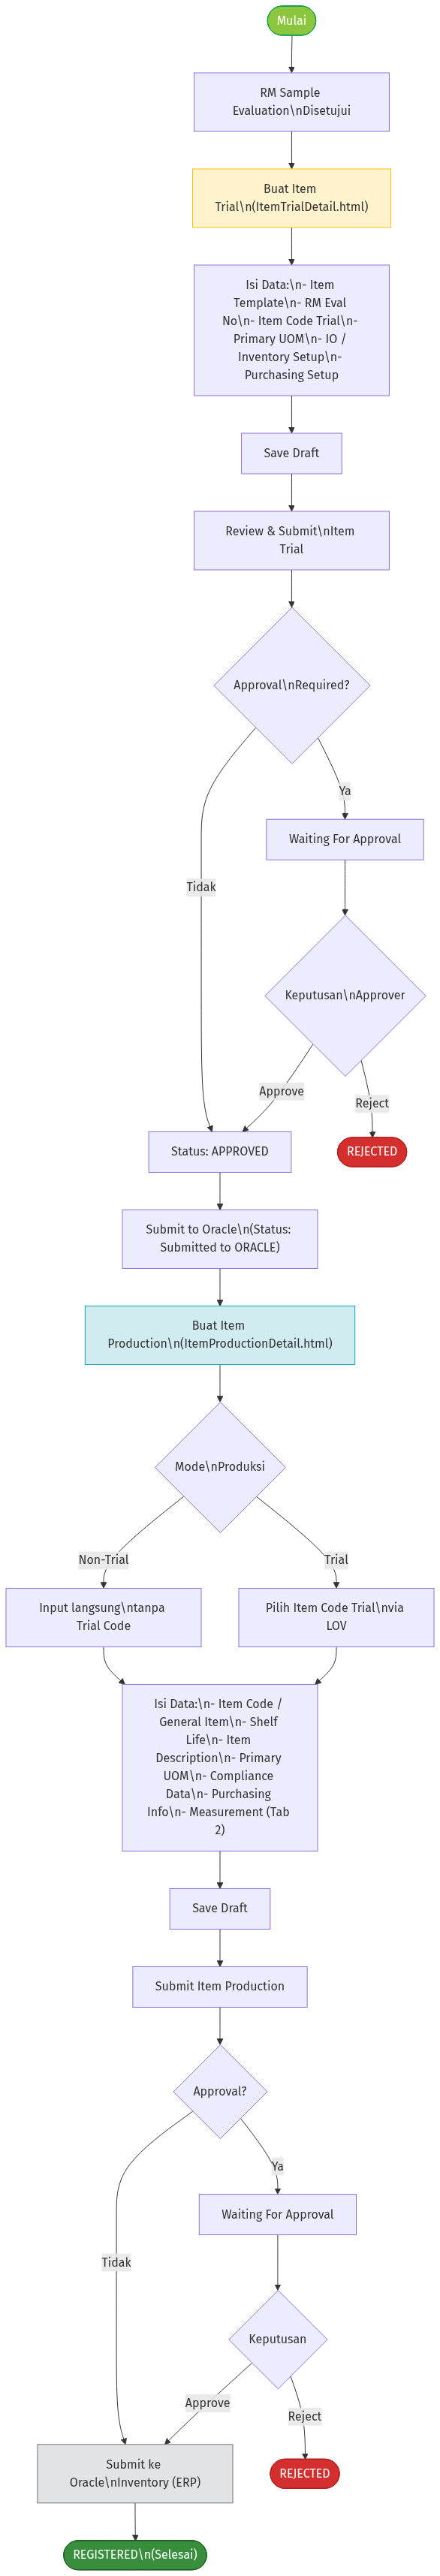 Mulai
RM Sample
Evaluation\nDisetujui
Buat Item
Trial\n(ItemTrialDetail.html)
Isi Data:\n- Item
Template\n- RM Eval
No\n- Item Code Trial\n-
Primary UOM\n- IO /
Inventory Setup\n-
Purchasing Setup
Save Draft
Review & Submit\nItem
Trial
Approval\nRequired?
Ya
Waiting For Approval
Tidak
Keputusan\nApprover
Approve
Reject
Status: APPROVED
REJECTED
Submit to Oracle\n(Status:
Submitted to ORACLE)
Buat Item
Production\n(ItemProductionDetail.html)
Mode\nProduksi
Non-Trial
Trial
Input langsung\ntanpa
Trial Code
Pilih Item Code Trial\nvia
LOV
Isi Data:\n- Item Code /
General Item\n- Shelf
Life\n- Item
Description\n- Primary
UOM\n- Compliance
Data\n- Purchasing
Info\n- Measurement (Tab
2)
Save Draft
Submit Item Production
Approval?
Ya
Waiting For Approval
Tidak
Keputusan
Approve
Reject
Submit ke
Oracle\nInventory (ERP)
REJECTED
REGISTERED\n(Selesai)